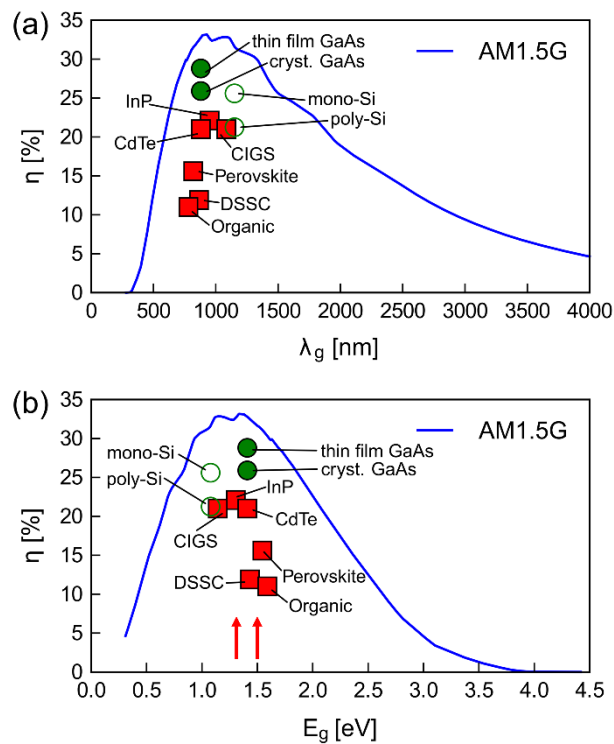 (a)
35
30
25
20
15
10
5
0
η [%]
thin film GaAs
cryst. GaAs
AM1.5G
InP
mono-Si
poly-Si
CdTe
CIGS
Perovskite
DSSC
Organic
0 500 1000 1500 2000 2500 3000 3500 4000
λg [nm]
(b)
35
30
25
20
15
10
5
0
η [%]
mono-Si
thin film GaAs
AM1.5G
cryst. GaAs
poly-Si
InP
CdTe
CIGS
Perovskite
DSSC
Organic
0.0 0.5 1.0 1.5 2.0 2.5 3.0 3.5 4.0 4.5
Eg [eV]